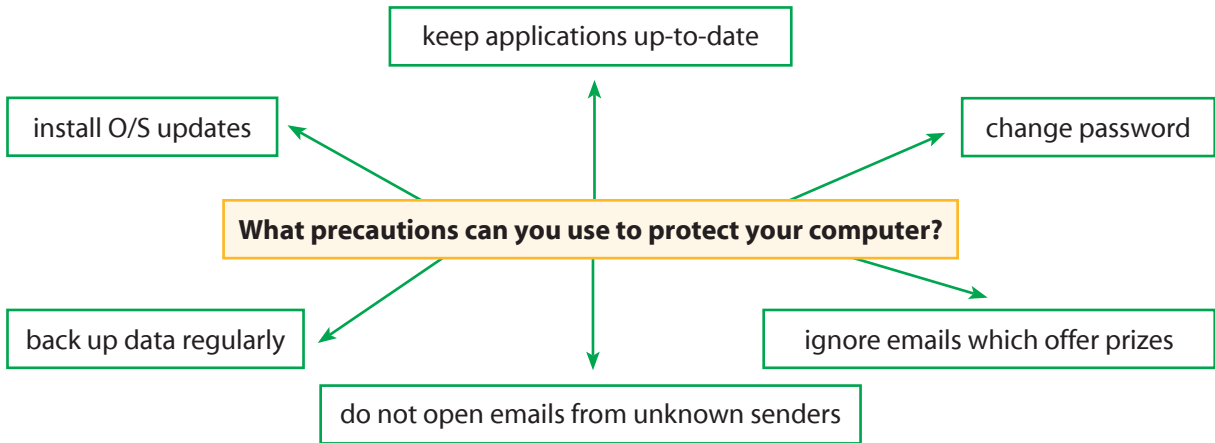 keep applications up-to-date
install O/S updates
change password
What precautions can you use to protect your computer?
back up data regularly
ignore emails which offer prizes
do not open emails from unknown senders